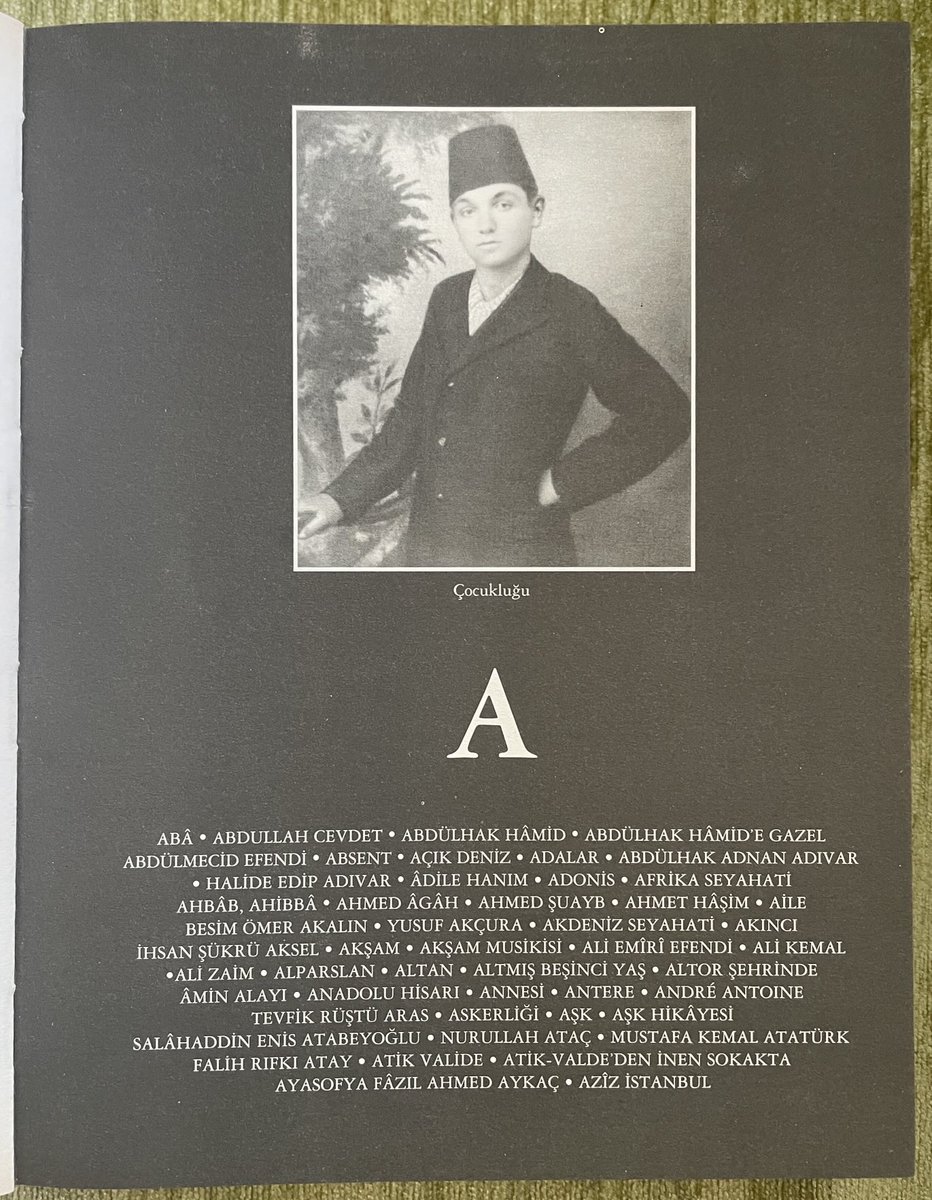 Çocukluğu
A
ABÂ • ABDULLAH CEVDET • ABDÜLHAK HÂMİD • ABDÜLHAK HÂMİD'E GAZEL
ABDÜLMECİD EFENDİ • ABSENT • AÇIK DENİZ • ADALAR • ABDÜLHAK ADNAN ADIVAR
• HALİDE EDİP ADIVAR • ÂDİLE HANIM • ADONİS • AFRİKA SEYAHATİ
AHBÂB, AHİBBÂ • AHMED ÂGÂH • AHMED ŞUAYB • AHMET HÂŞİM • AİLE
BESİM ÖMER AKALIN • YUSUF AKÇURA • AKDENİZ SEYAHATİ • AKINCI
İHSAN ŞÜKRÜ AKSEL • AKŞAM • AKŞAM MUSIKİSİ • ALİ EMÎRÎ EFENDİ • ALİ KEMAL
•ALİ ZAİM • ALPARSLAN • ALTAN • ALTMIŞ BEŞİNCİ YAŞ • ALTOR ŞEHRİNDE
ÂMİN ALAYI • ANADOLU HİSARI • ANNESİ • ANTERE • ANDRÉ ANTOINE
TEVFİK RÜŞTÜ ARAS • ASKERLİĞİ • AŞK • AŞK HİKÂYESİ
SALÂHADDİN ENİS ATABEYOĞLU • NURULLAH ATAÇ • MUSTAFA KEMAL ATATÜRK
FALİH RIFKI ATAY • ATİK VALİDE • ATİK-VALDE'DEN İNEN SOKAKTA
AYASOFYA FÂZIL AHMED AYKAÇ • AZÎZ İSTANBUL